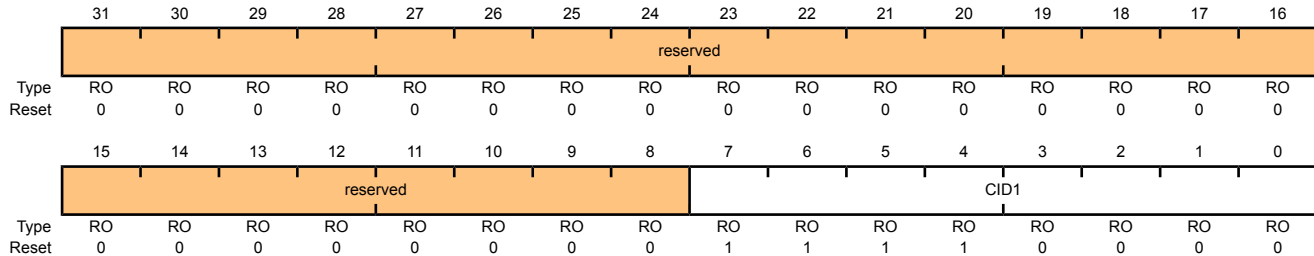 31 30 29 28 27 26 25 24 23 22 21 20 19 18 17 16
reserved
Type RO RO RO RO RO RO RO RO RO RO RO RO RO RO RO RO
Reset 0 0 0 0 0 0 0 0 0 0 0 0 0 0 0 0
15 14 13 12 11 10 9 8 7 6 5 4 3 2 1 0
reserved CID1
Type RO RO RO RO RO RO RO RO RO RO RO RO RO RO RO RO
Reset 0 0 0 0 0 0 0 0 1 1 1 1 0 0 0 0